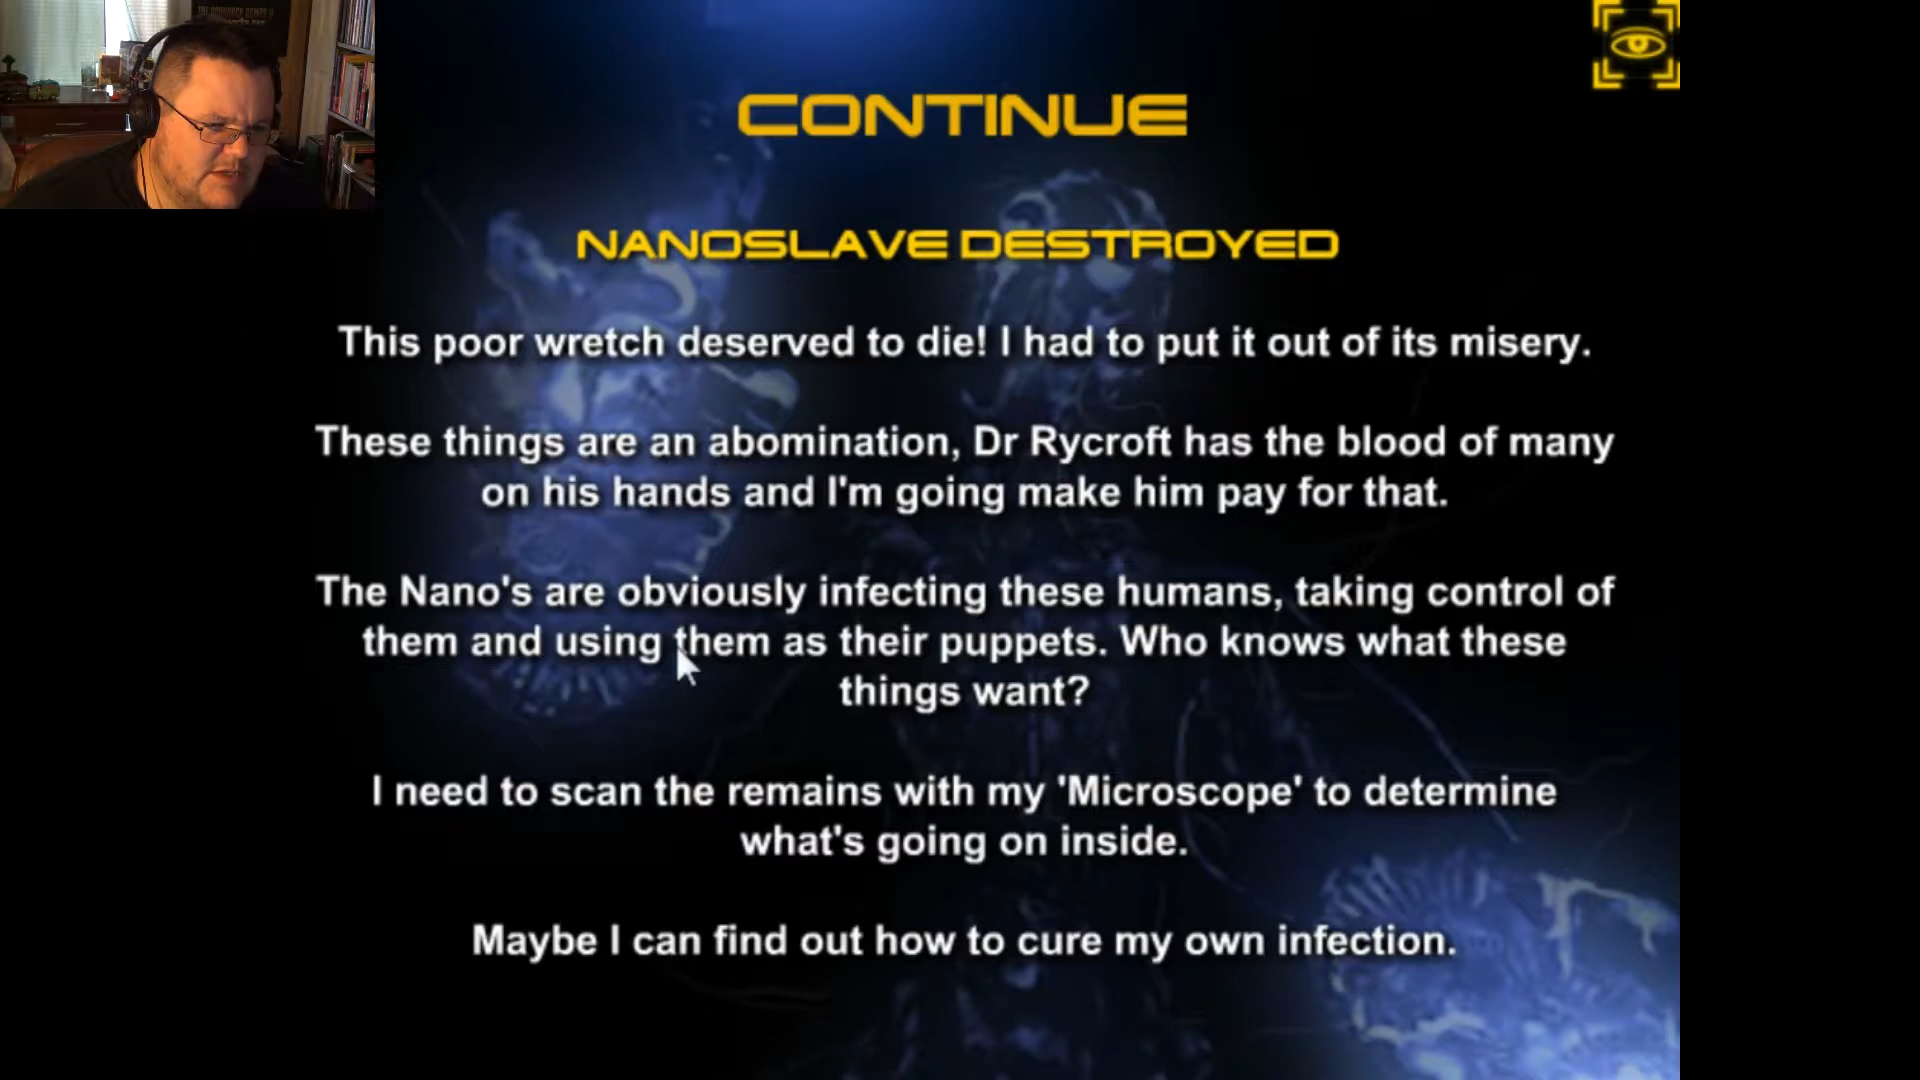 CONTINUE
NANOSLAVE DESTROYED
This poor wretch deserved to die! I had to put it out of its misery.
These things are an abomination, Dr Rycroft has the blood of many
on his hands and I'm going make him pay for that.
The Nano's are obviously infecting these humans, taking control of
them and using them as their puppets. Who knows what these
things want?
I need to scan the remains with my 'Microscope' to determine
what's going on inside.
Maybe I can find out how to cure my own infection.